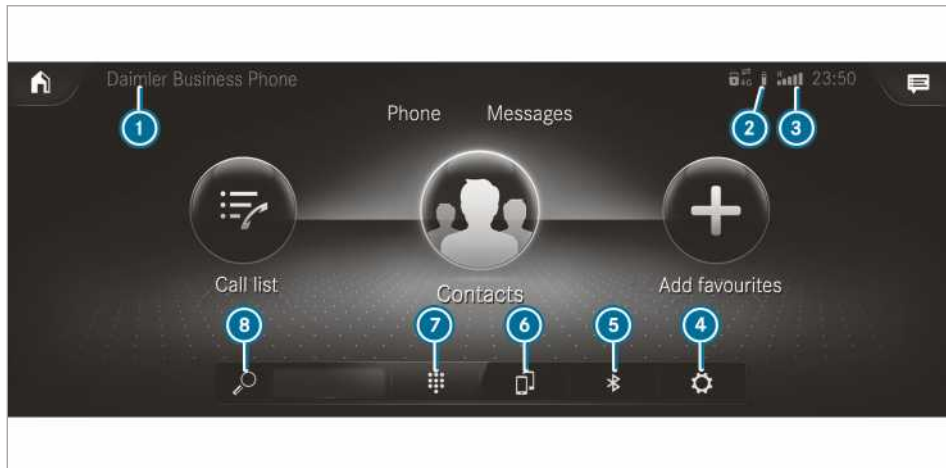 Daimler Business Phone 4G 23:50
1 2 3
Phone Messages
Call list Contacts Add favourites
8 7 6 5 4